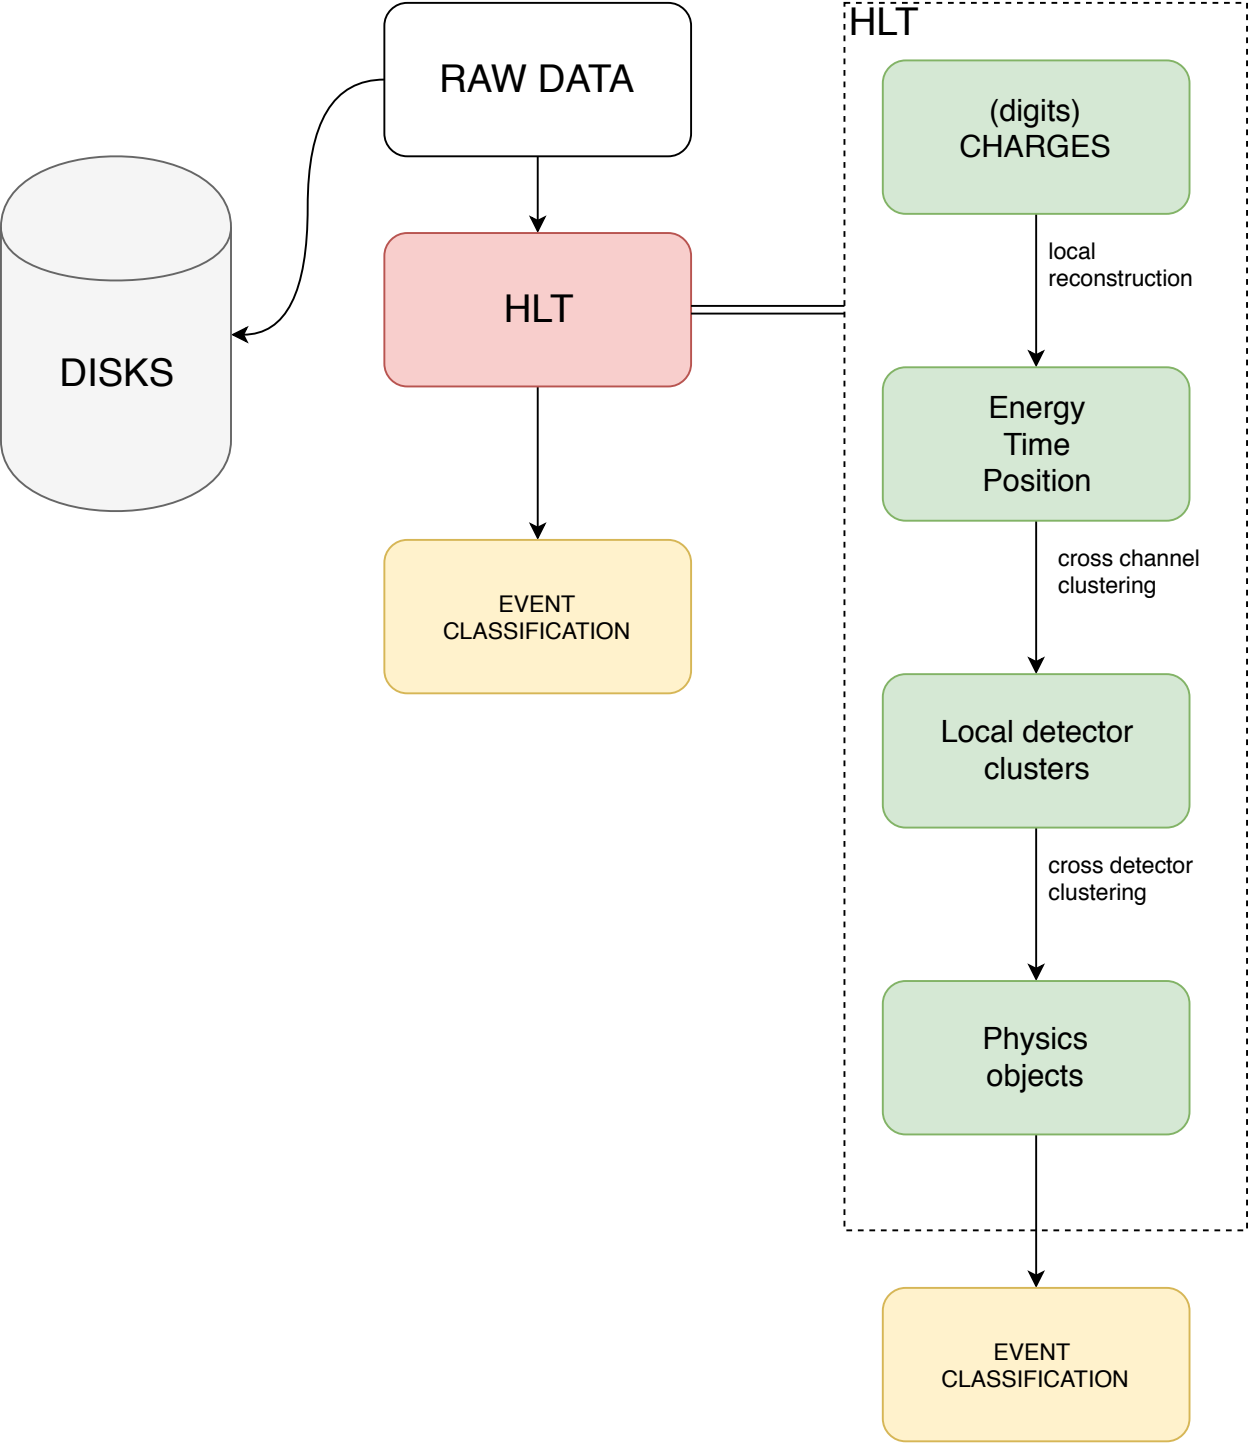 RAW DATA
HLT
DISKS
EVENT
CLASSIFICATION
HLT
(digits)
CHARGES
local
reconstruction
Energy
Time
Position
cross channel
clustering
Local detector
clusters
cross detector
clustering
Physics
objects
EVENT
CLASSIFICATION